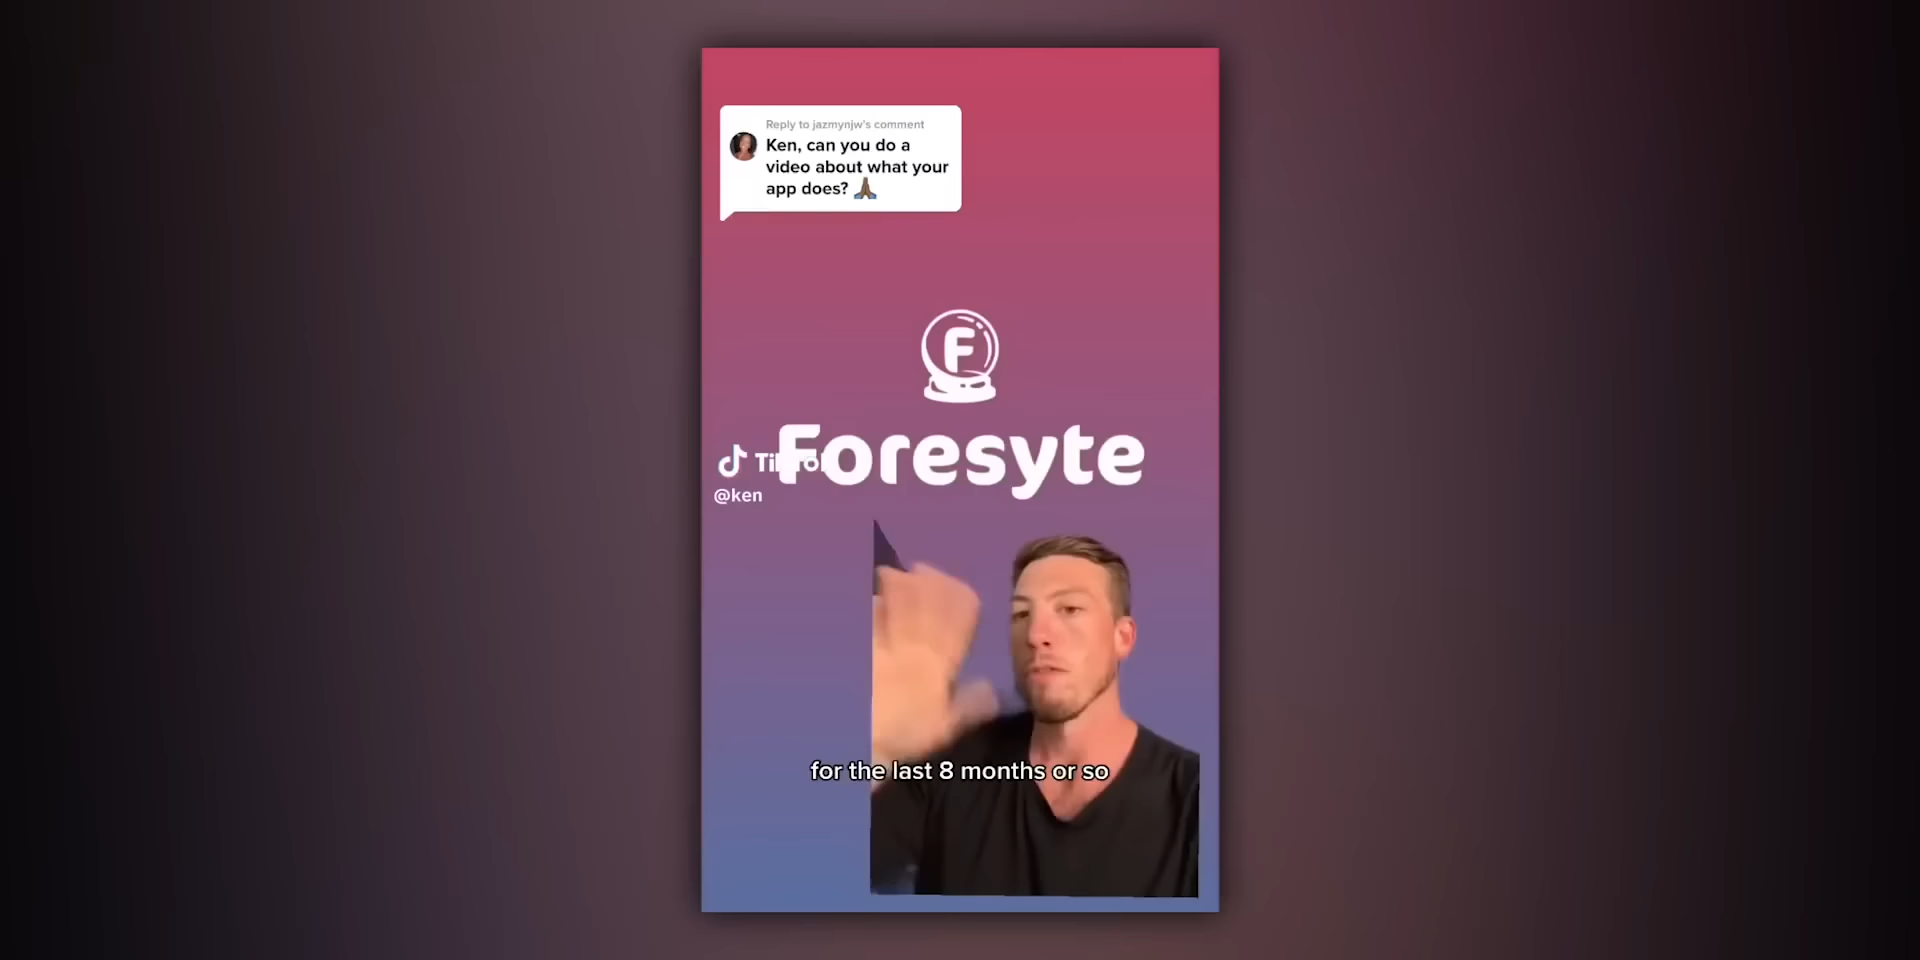 Reply to jazmynjw's comment
Ken, can you do a
video about what your
app does? 🙏🏾
F
Foresyte
TikTok
@ken
for the last 8 months or so